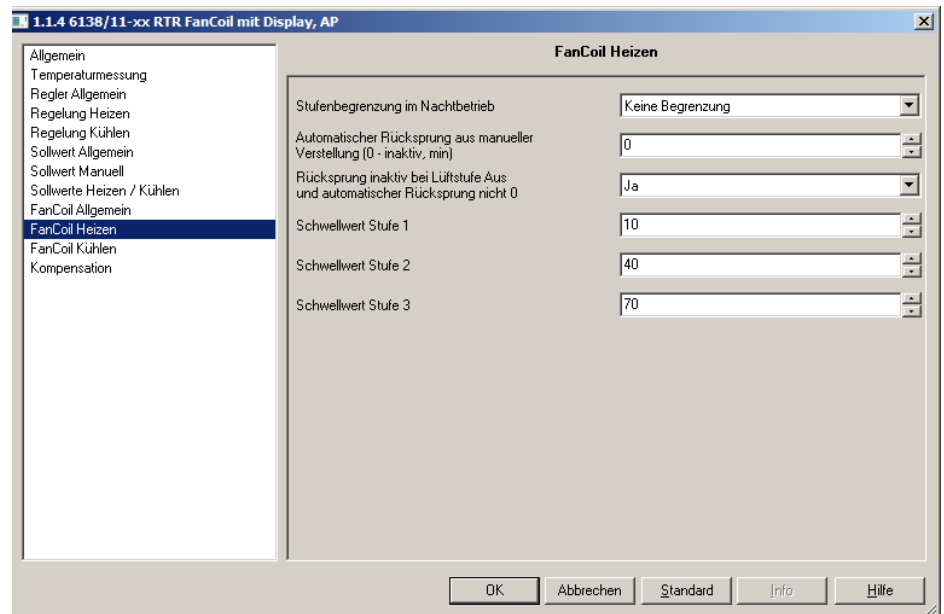 1.1.4 6138/11-xx RTR FanCoil mit Display, AP
Allgemein
Temperaturmessung
Regler Allgemein
Regelung Heizen
Regelung Kühlen
Sollwert Allgemein
Sollwert Manuell
Sollwerte Heizen / Kühlen
FanCoil Allgemein
FanCoil Heizen
FanCoil Kühlen
Kompensation
FanCoil Heizen
Stufenbegrenzung im Nachtbetrieb
Keine Begrenzung
Automatischer Rücksprung aus manueller
Verstellung (0 - inaktiv, min)
0
Rücksprung inaktiv bei Lüftstufe Aus
und automatischer Rücksprung nicht 0
Ja
Schwellwert Stufe 1
10
Schwellwert Stufe 2
40
Schwellwert Stufe 3
70
OK
Abbrechen
Standard
Info
Hilfe